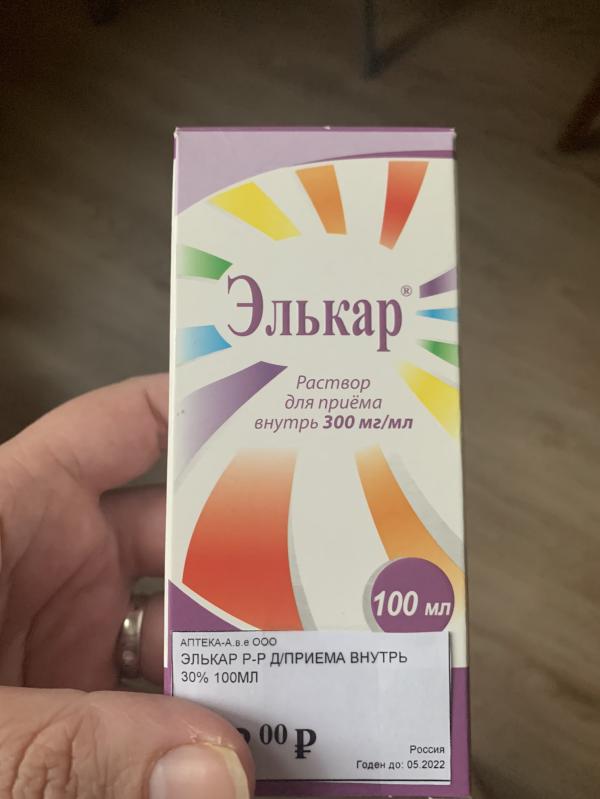 Элькар®
Раствор
для приёма
внутрь 300 мг/мл
100 мл
АПТЕКА-А.в.е ООО
ЭЛЬКАР Р-Р Д/ПРИЕМА ВНУТРЬ
30% 100МЛ
00 ₽
Россия
Годен до: 05.2022